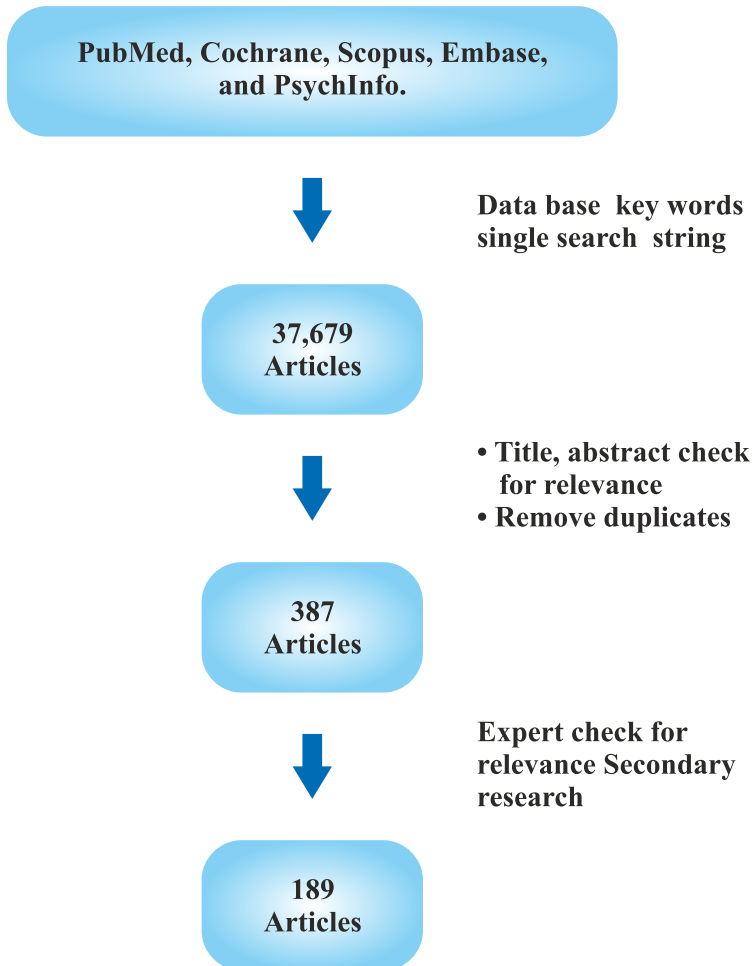 PubMed, Cochrane, Scopus, Embase,
and PsychInfo.
Data base key words
single search string
37,679
Articles
• Title, abstract check
for relevance
• Remove duplicates
387
Articles
Expert check for
relevance Secondary
research
189
Articles